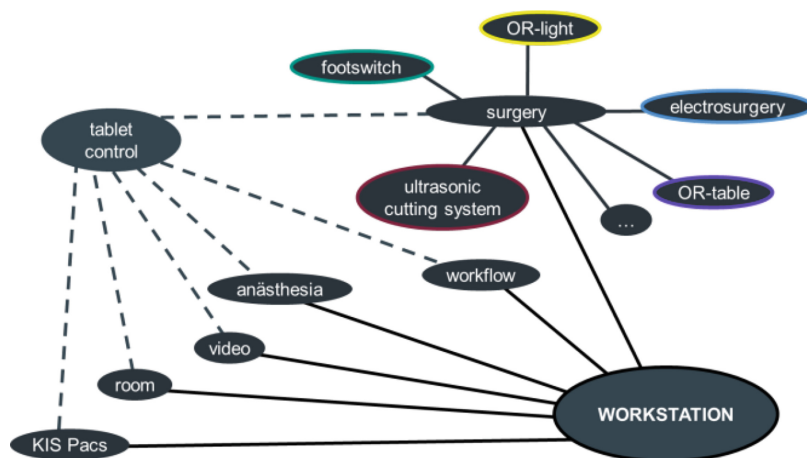 OR-light
footswitch
electrosurgery
surgery
tablet
control
ultrasonic
cutting system
OR-table
...
workflow
anästhesia
video
room
WORKSTATION
KIS Pacs